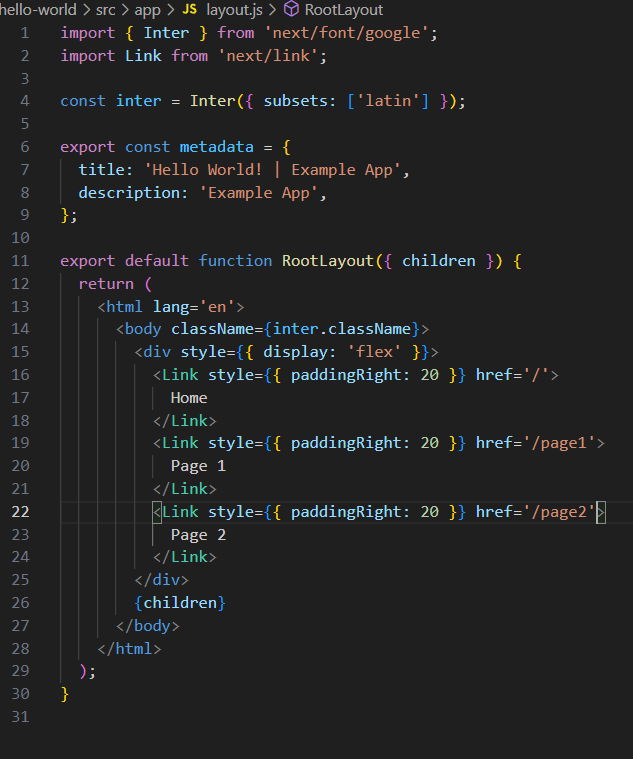 hello-world > src > app > JS layout.js > RootLayout
1 import { Inter } from 'next/font/google';
2 import Link from 'next/link';
3
4 const inter = Inter({ subsets: ['latin'] });
5
6 export const metadata = {
7   title: 'Hello World! | Example App',
8   description: 'Example App',
9 };
10
11 export default function RootLayout({ children }) {
12   return (
13     <html lang='en'>
14       <body className={inter.className}>
15         <div style={{ display: 'flex' }}>
16           <Link style={{ paddingRight: 20 }} href='/'>
17             Home
18           </Link>
19           <Link style={{ paddingRight: 20 }} href='/page1'>
20             Page 1
21           </Link>
22           <Link style={{ paddingRight: 20 }} href='/page2'>
23             Page 2
24           </Link>
25         </div>
26         {children}
27       </body>
28     </html>
29   );
30 }
31